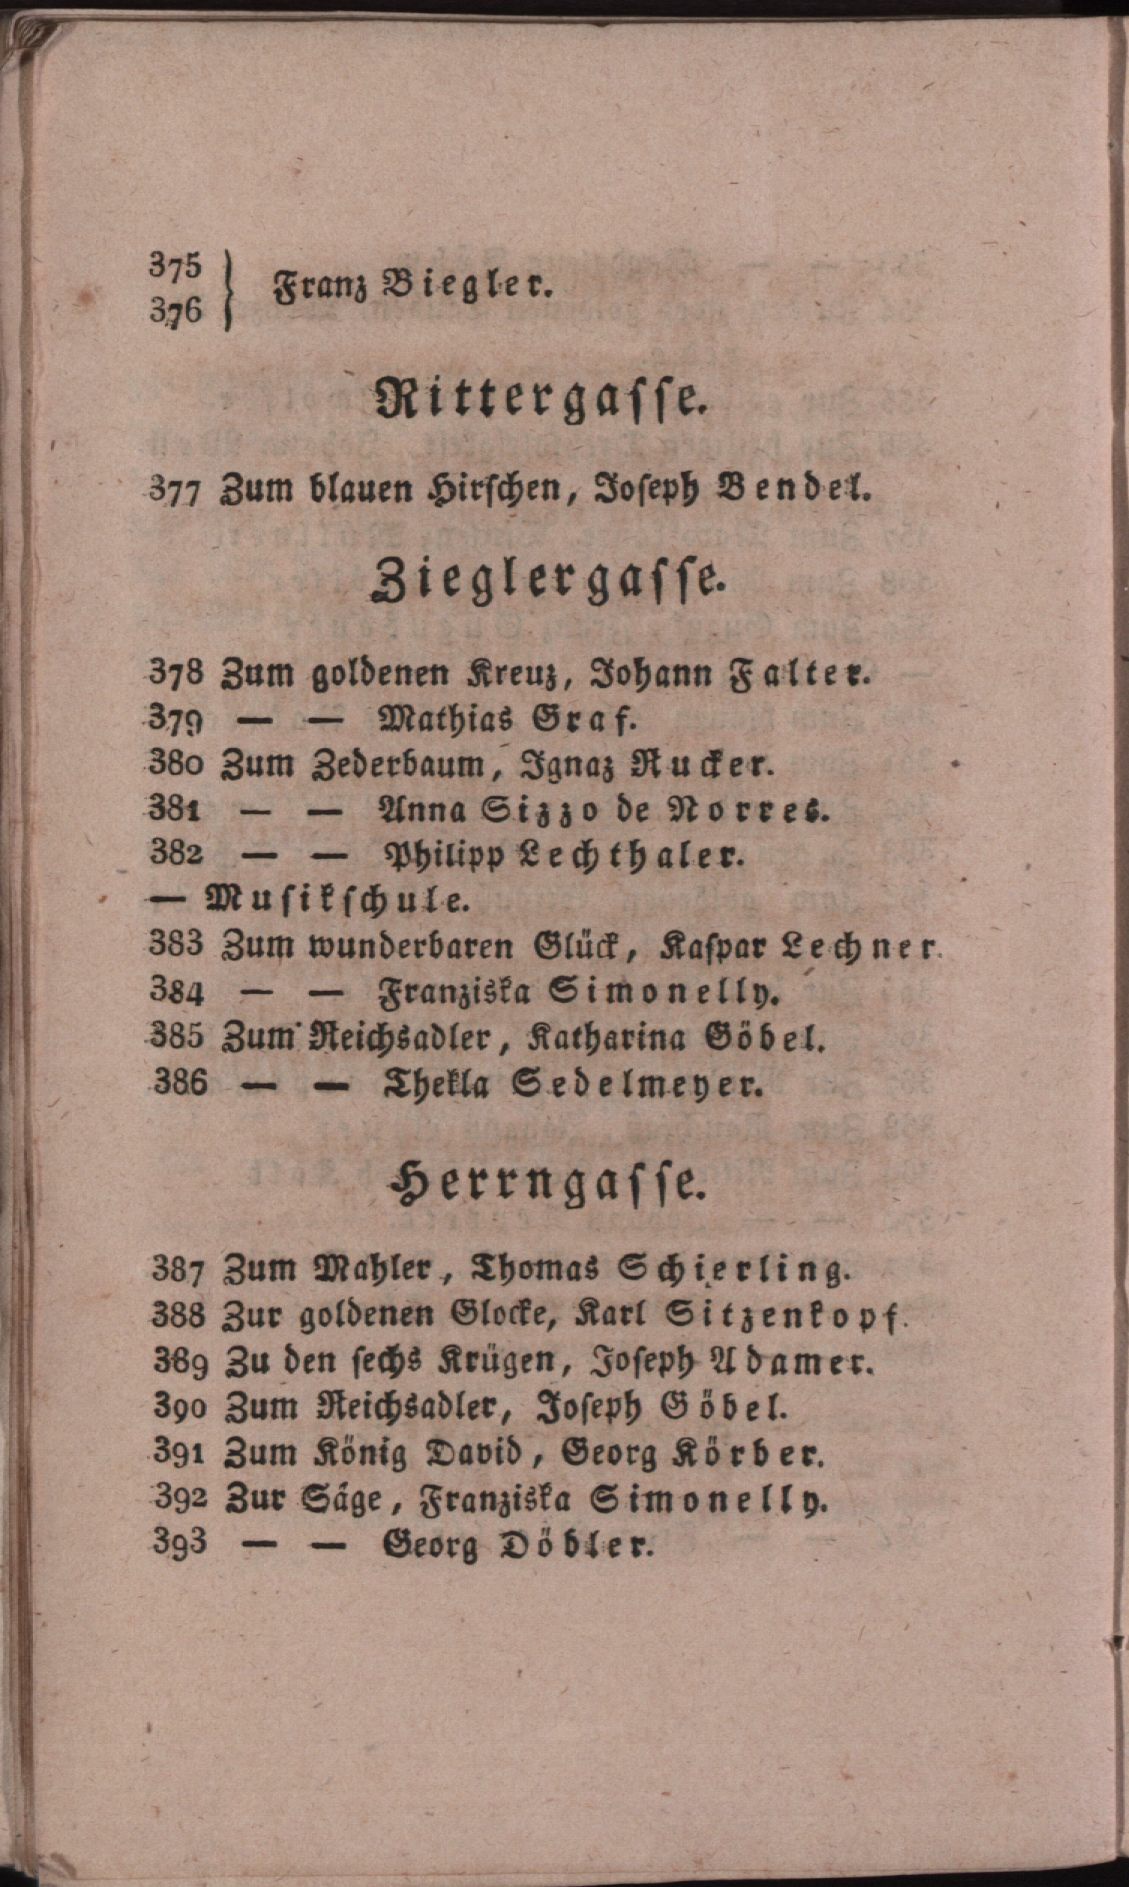 375
376 } Franz Biegler.
Rittergasse.
377 Zum blauen Hirschen, Joseph Bendel.
Zieglergasse.
378 Zum goldenen Kreuz, Johann Falter.
379 — — Mathias Graf.
380 Zum Zederbaum, Ignaz Rucker.
381 — — Anna Sizzo de Norres.
382 — — Philipp Lechthaler.
— Musikschule.
383 Zum wunderbaren Glück, Kaspar Lechner.
384 — — Franziska Simonelly.
385 Zum Reichsadler, Katharina Göbel.
386 — — Thekla Sedelmeyer.
Herrngasse.
387 Zum Mahler, Thomas Schierling.
388 Zur goldenen Glocke, Karl Sitzenkopf.
389 Zu den sechs Krügen, Joseph Adamer.
390 Zum Reichsadler, Joseph Göbel.
391 Zum König David, Georg Körber.
392 Zur Säge, Franziska Simonelly.
393 — — Georg Döbler.